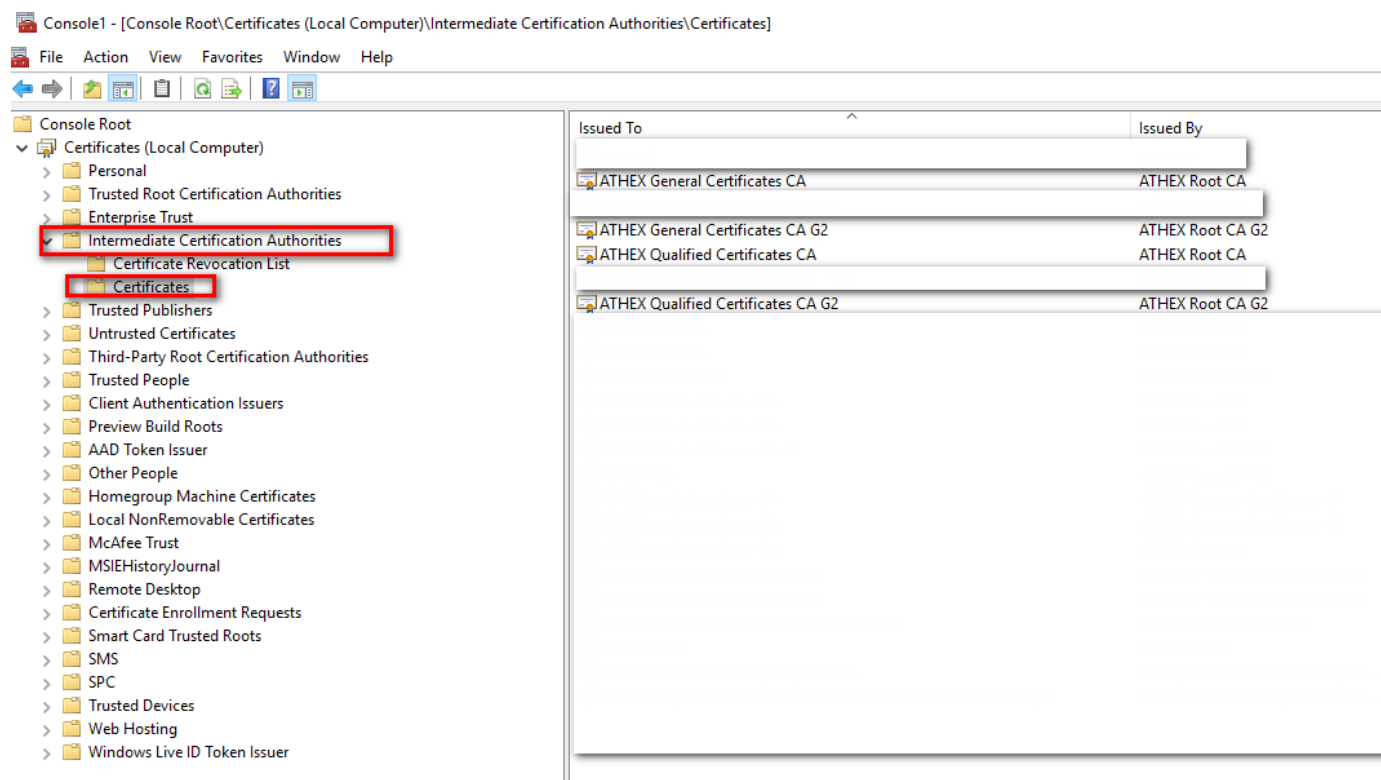 Console1 - [Console Root\Certificates (Local Computer)\Intermediate Certification Authorities\Certificates]
File Action View Favorites Window Help
Console Root
Certificates (Local Computer)
Personal
Trusted Root Certification Authorities
Enterprise Trust
Intermediate Certification Authorities
Certificate Revocation List
Certificates
Trusted Publishers
Untrusted Certificates
Third-Party Root Certification Authorities
Trusted People
Client Authentication Issuers
Preview Build Roots
AAD Token Issuer
Other People
Homegroup Machine Certificates
Local NonRemovable Certificates
McAfee Trust
MSIEHistoryJournal
Remote Desktop
Certificate Enrollment Requests
Smart Card Trusted Roots
SMS
SPC
Trusted Devices
Web Hosting
Windows Live ID Token Issuer
Issued To Issued By
ATHEX General Certificates CA ATHEX Root CA
ATHEX General Certificates CA G2 ATHEX Root CA G2
ATHEX Qualified Certificates CA ATHEX Root CA
ATHEX Qualified Certificates CA G2 ATHEX Root CA G2